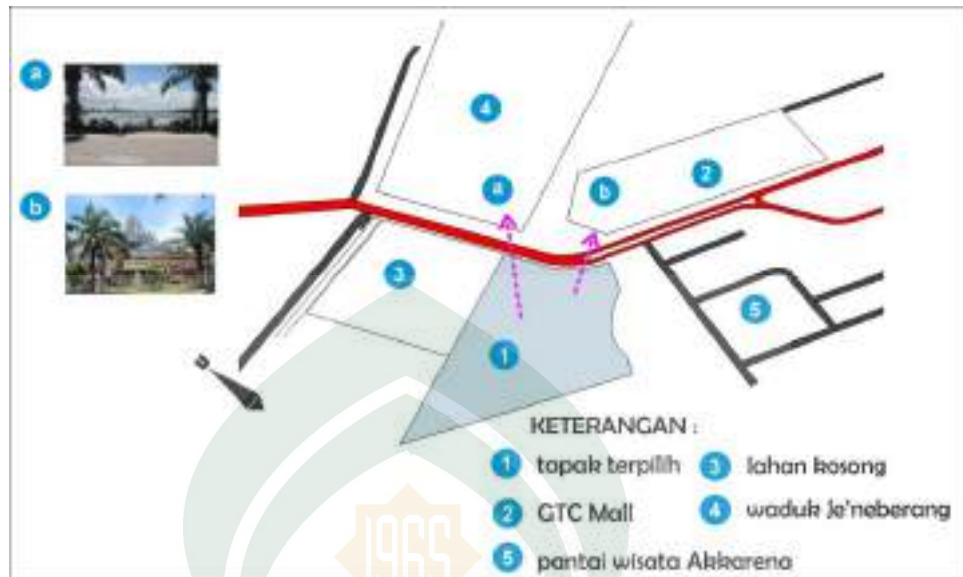 a
4
b
2
a
b
3
5
1
KETERANGAN :
1 tapak terpilih
3 lahan kosong
2 GTC Mall
4 waduk Je'neberang
5 pantai wisata Akkarena
1965